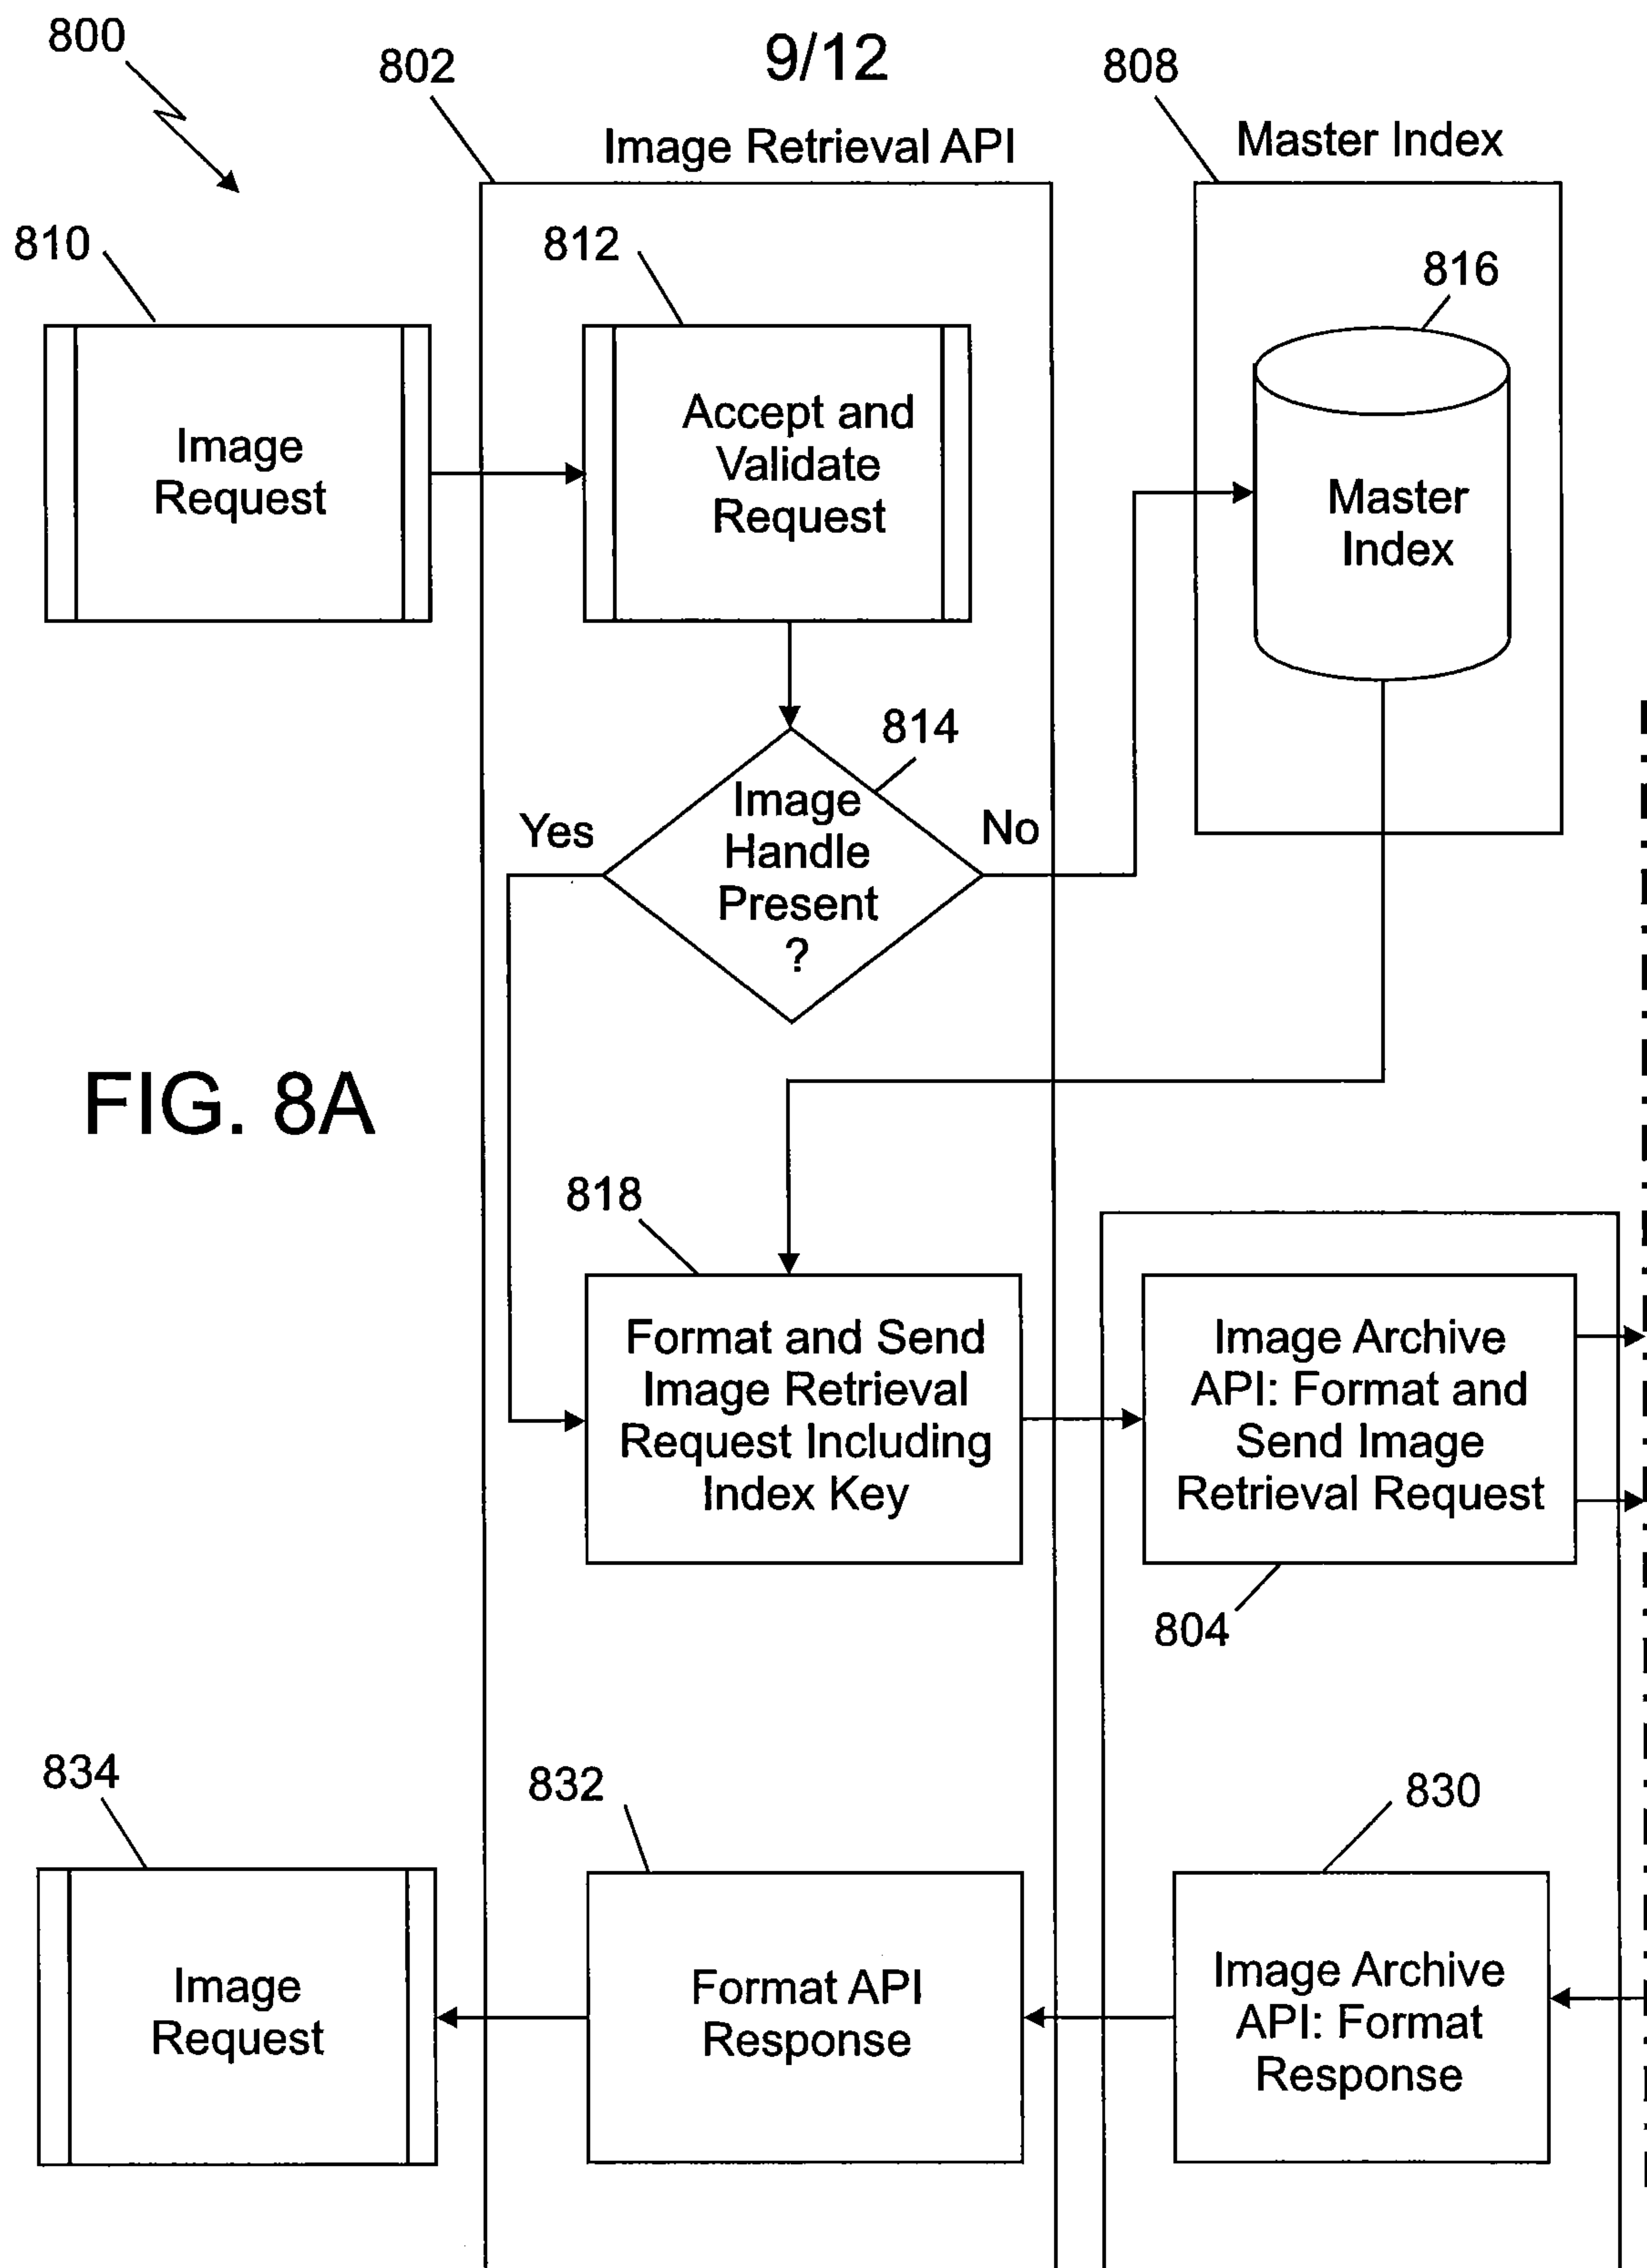 800
802
9/12
808
Image Retrieval API
Master Index
810
812
816
Image
Request
Accept and
Validate
Request
Master
Index
814
Yes
Image
Handle
Present
?
No
FIG. 8A
818
Format and Send
Image Retrieval
Request Including
Index Key
Image Archive
API: Format and
Send Image
Retrieval Request
804
834
832
830
Image
Request
Format API
Response
Image Archive
API: Format
Response